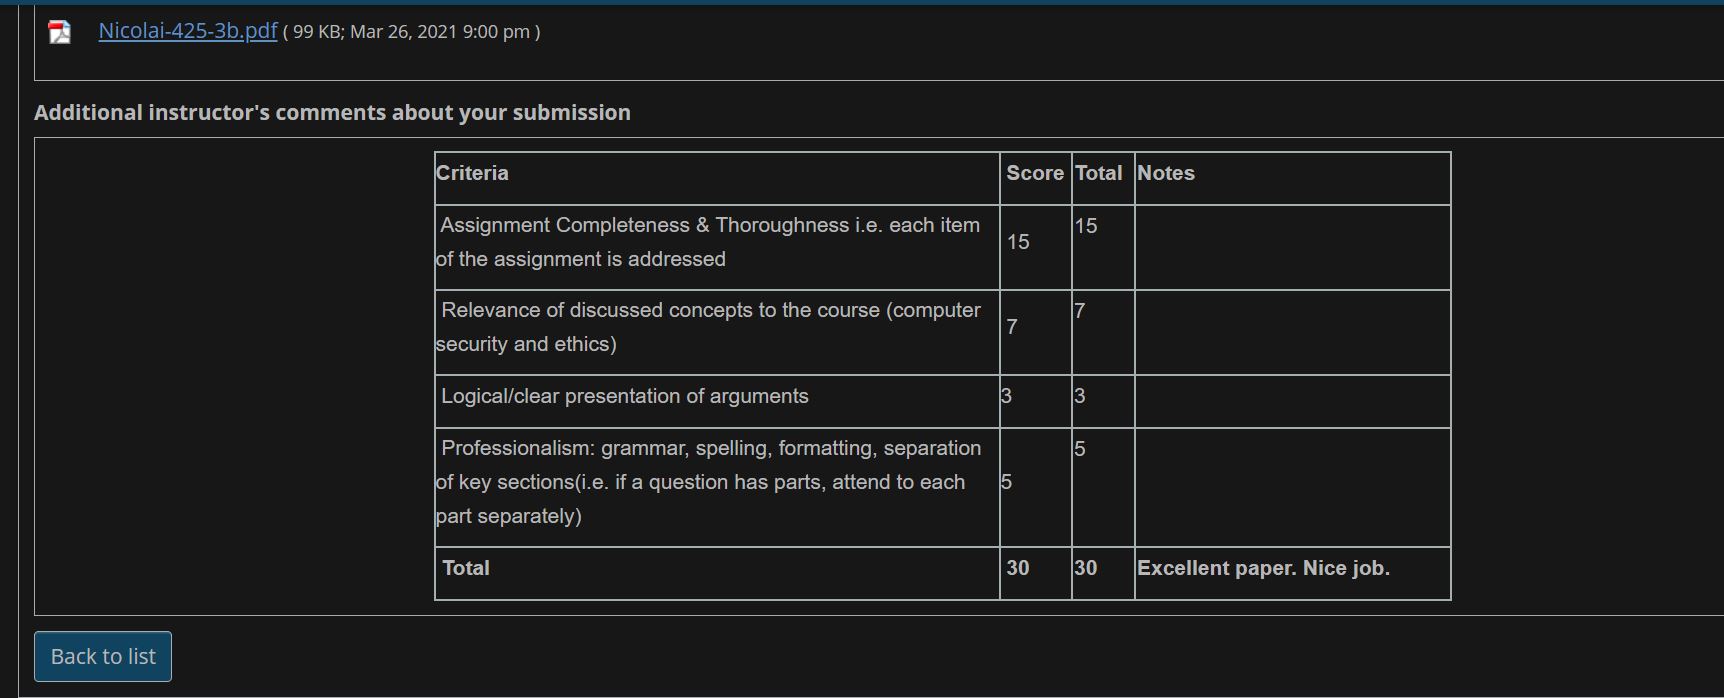 Nicolai-425-3b.pdf ( 99 KB; Mar 26, 2021 9:00 pm )
Additional instructor's comments about your submission
Criteria Score Total Notes
Assignment Completeness & Thoroughness i.e. each item
of the assignment is addressed
15 15
Relevance of discussed concepts to the course (computer
security and ethics)
7 7
Logical/clear presentation of arguments 3 3
Professionalism: grammar, spelling, formatting, separation
of key sections(i.e. if a question has parts, attend to each
part separately)
5 5
Total 30 30 Excellent paper. Nice job.
Back to list